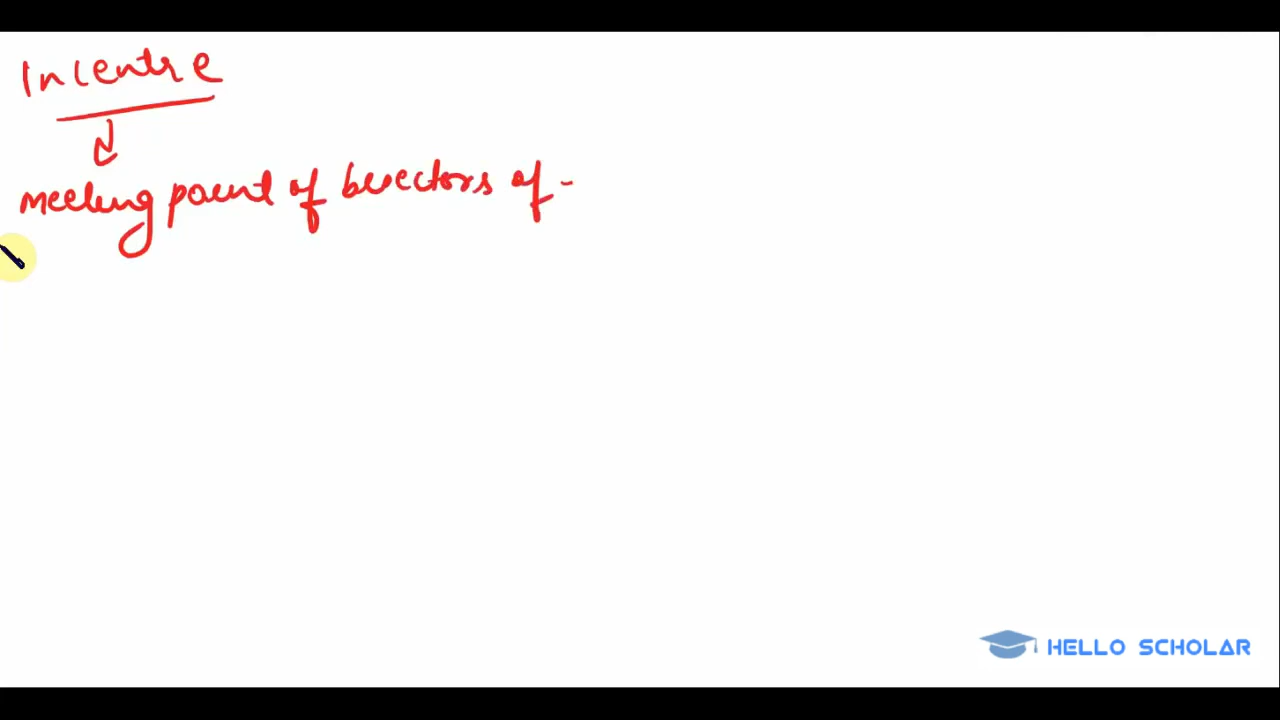 Incentre
meeting point of bisectors of -
HELLO SCHOLAR